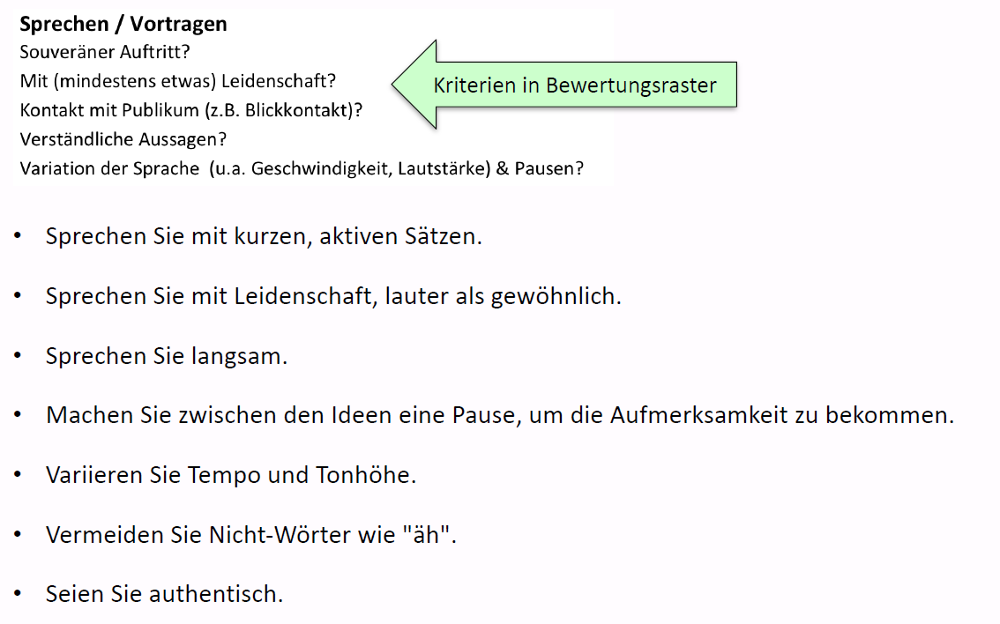 Sprechen / Vortragen
Souveräner Auftritt?
Mit (mindestens etwas) Leidenschaft?
Kriterien in Bewertungsraster
Kontakt mit Publikum (z.B. Blickkontakt)?
Verständliche Aussagen?
Variation der Sprache (u.a. Geschwindigkeit, Lautstärke) & Pausen?
• Sprechen Sie mit kurzen, aktiven Sätzen.
• Sprechen Sie mit Leidenschaft, lauter als gewöhnlich.
• Sprechen Sie langsam.
• Machen Sie zwischen den Ideen eine Pause, um die Aufmerksamkeit zu bekommen.
• Variieren Sie Tempo und Tonhöhe.
• Vermeiden Sie Nicht-Wörter wie "äh".
• Seien Sie authentisch.